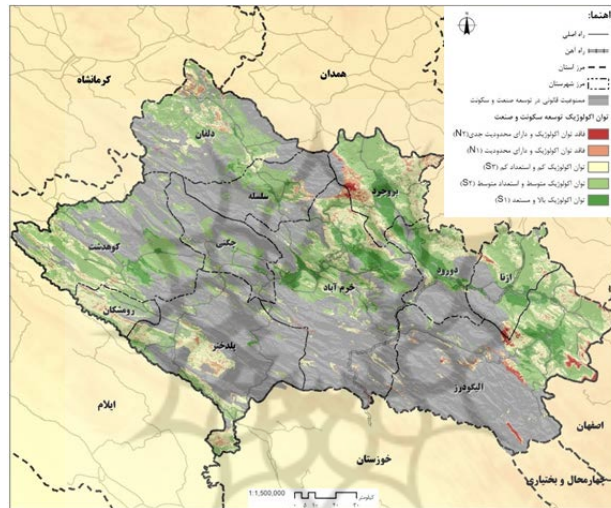 راهنما:
راه اصلی
راه آهن
مرز استان
مرز شهرستان
ممنوعیت قانونی در توسعه صنعت و سکونت
توان اکولوژیک توسعه سکونت و صنعت
فاقد توان اکولوژیک و دارای محدودیت جدی (N۲)
فاقد توان اکولوژیک و دارای محدودیت (N۱)
توان اکولوژیک کم و استعداد کم (S۳)
توان اکولوژیک متوسط و استعداد متوسط (S۲)
توان اکولوژیک بالا و مستعد (S۱)
همدان
کرمانشاه
دلفان
بروجرد
سلسله
چگنی
کوهدشت
دورود
ازنا
خرم آباد
رومشکان
پلدختر
الیگودرز
ایلام
اصفهان
خوزستان
چهارمحال و بختیاری
1:1,500,000
کیلومتر